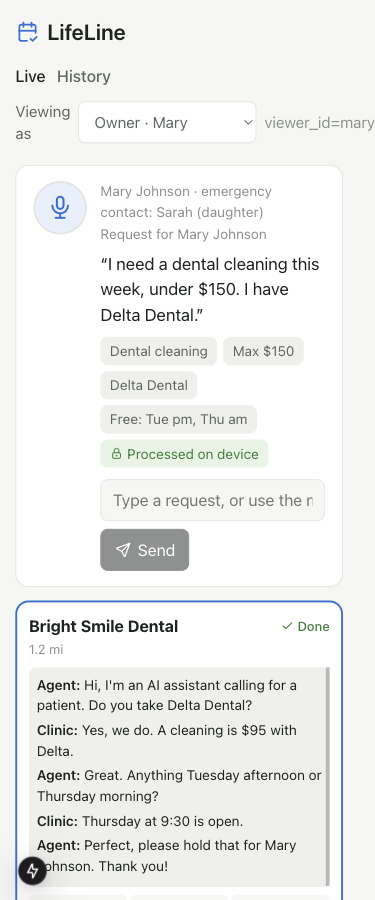 LifeLine
Live History
Viewing as
Owner · Mary
viewer_id=mary
Mary Johnson · emergency
contact: Sarah (daughter)
Request for Mary Johnson
“I need a dental cleaning this
week, under $150. I have
Delta Dental.”
Dental cleaning
Max $150
Delta Dental
Free: Tue pm, Thu am
Processed on device
Type a request, or use the
Send
Bright Smile Dental
Done
1.2 mi
Agent: Hi, I'm an AI assistant calling for a
patient. Do you take Delta Dental?
Clinic: Yes, we do. A cleaning is $95 with
Delta.
Agent: Great. Anything Tuesday afternoon or
Thursday morning?
Clinic: Thursday at 9:30 is open.
Agent: Perfect, please hold that for Mary
ohnson. Thank you!